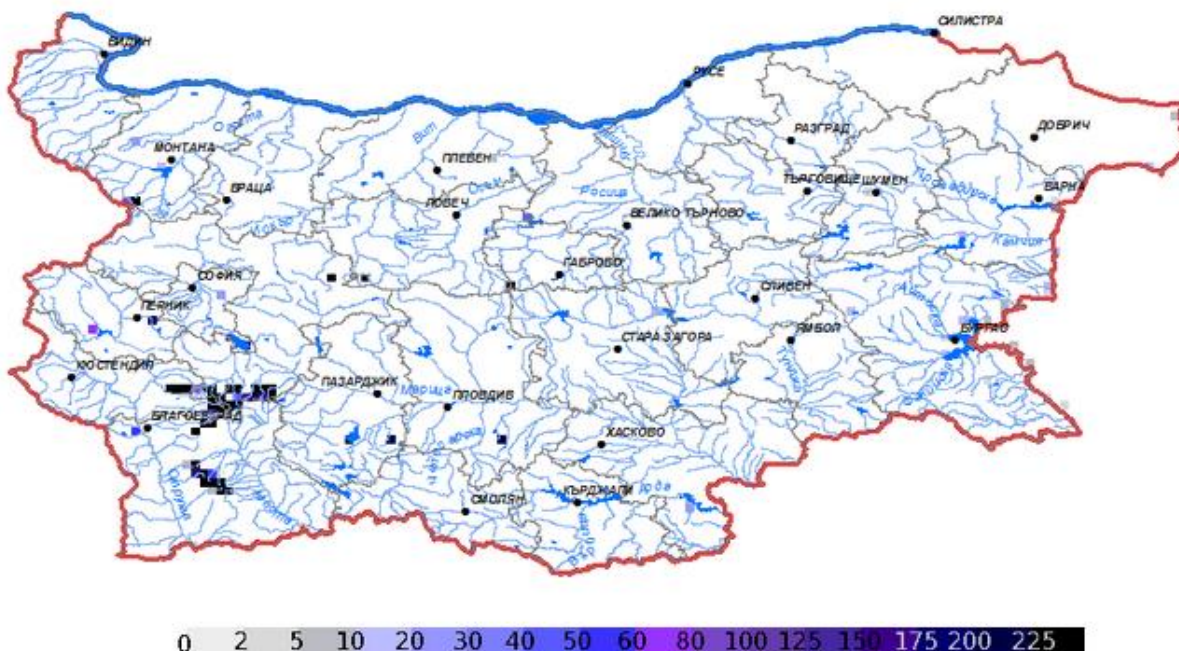 СИЛИСТРА
ВИДИН
РУСЕ
ДОБРИЧ
РАЗГРАД
МОНТАНА
ПЛЕВЕН
Вит
ТЪРГОВИЩЕ
ШУМЕН
ВРАЦА
Росица
ВАРНА
ЛОВЕЧ
ВЕЛИКО ТЪРНОВО
Камчия
СОФИЯ
ГАБРОВО
СЛИВЕН
ПЕРНИК
ЯМБОЛ
БУРГАС
СТАРА ЗАГОРА
КЮСТЕНДИЛ
ПАЗАРДЖИК
Марица
ПЛОВДИВ
ХАСКОВО
КЪРДЖАЛИ
СМОЛЯН
0 2 5 10 20 30 40 50 60 80 100 125 150 175 200 225